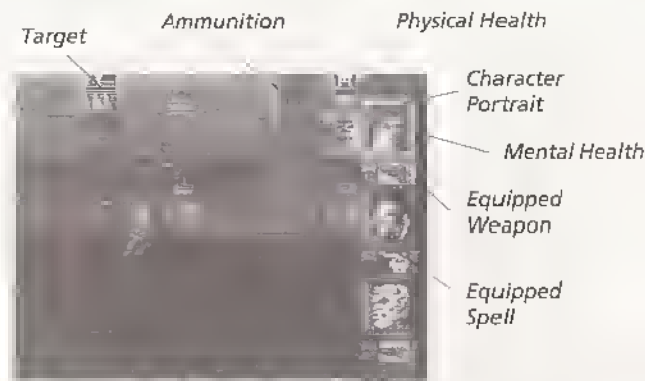 Target
Ammunition
Physical Health
Character
Portrait
Mental Health
Equipped
Weapon
Equipped
Spell